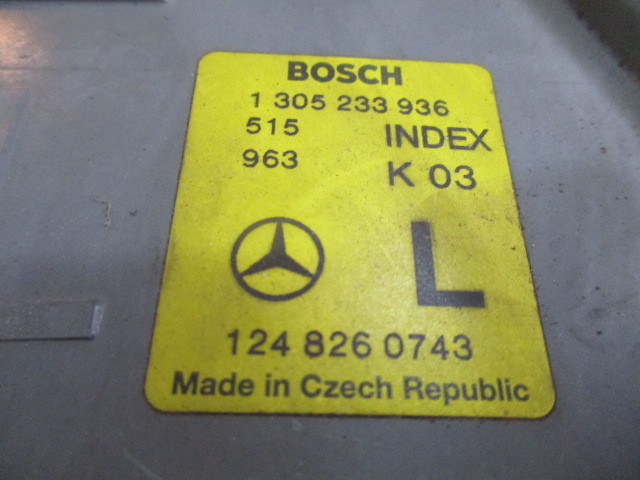 BOSCH
1 305 233 936
515 INDEX
963 K 03
L
124 826 0743
Made in Czech Republic